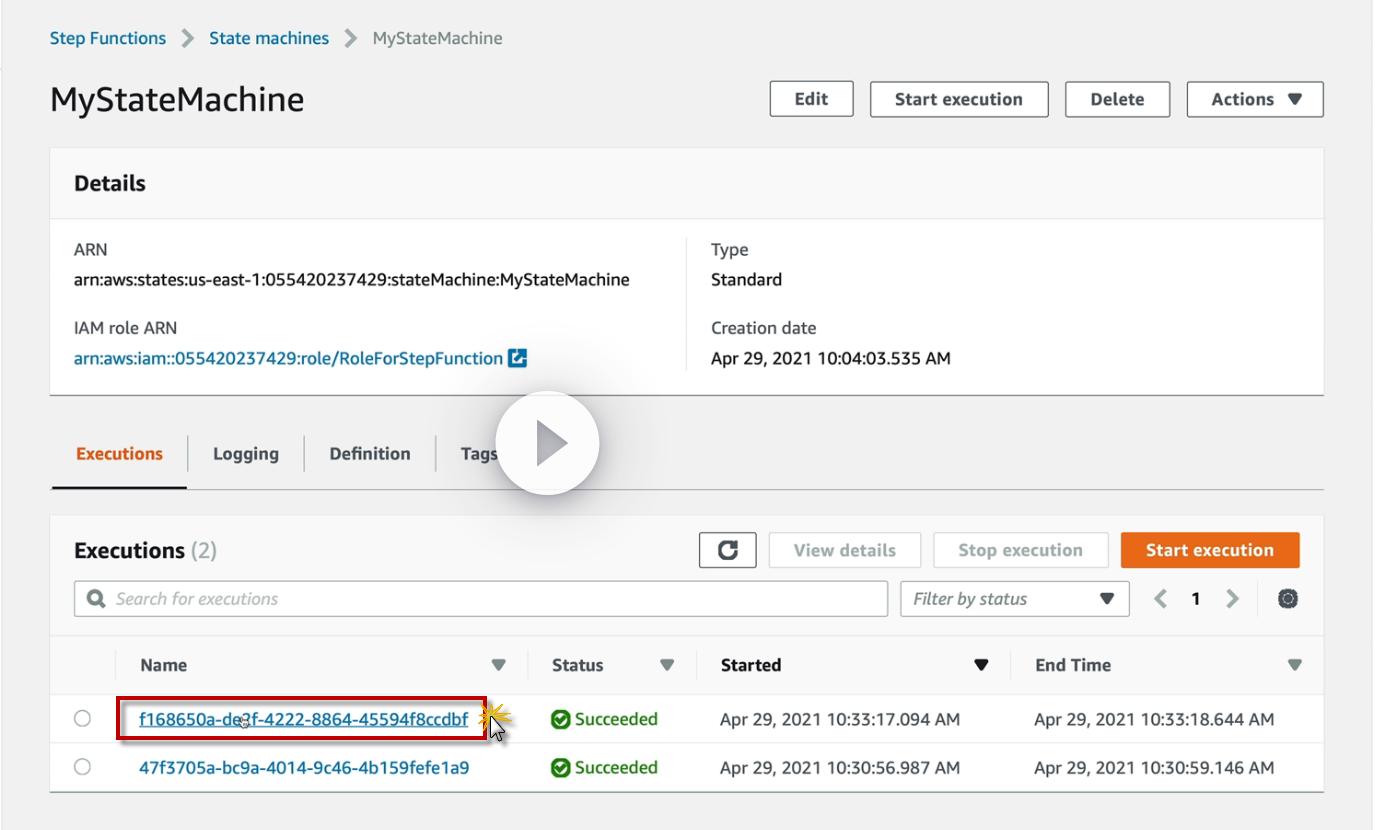 Step Functions > State machines > MyStateMachine
MyStateMachine
Edit Start execution Delete Actions
Details
ARN
arn:aws:states:us-east-1:055420237429:stateMachine:MyStateMachine
Type
Standard
IAM role ARN
arn:aws:iam::055420237429:role/RoleForStepFunction
Creation date
Apr 29, 2021 10:04:03.535 AM
Executions Logging Definition Tags
Executions (2)
View details Stop execution Start execution
Search for executions Filter by status 1
Name Status Started End Time
f168650a-de3f-4222-8864-45594f8ccdbf Succeeded Apr 29, 2021 10:33:17.094 AM Apr 29, 2021 10:33:18.644 AM
47f3705a-bc9a-4014-9c46-4b159fefe1a9 Succeeded Apr 29, 2021 10:30:56.987 AM Apr 29, 2021 10:30:59.146 AM